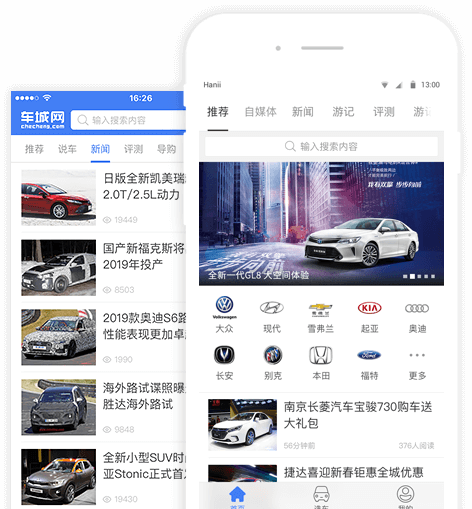 16:26
车城网
checheng.com
输入搜索内容
推荐 说车 新闻 评测 导购
日版全新凯美瑞
2.0T/2.5L动力
19449
国产新福克斯将
2019年投产
8503
2019款奥迪S6路
性能表现更加卓
1990
海外路试谍照曝
胜达海外路试
9848
全新小型SUV时
亚Stonic正式首
19430
Hanii
13:00
推荐 自媒体 新闻 游记 评测 游记
输入搜索内容
我有双擎 步步向前
全新一代GL8 大空间体验
Volkswagen
大众 现代 雪弗兰 起亚 奥迪
KIA
HONDA
Ford
长安 别克 本田 福特 更多
南京长菱汽车宝骏730购车送
大礼包
56分钟前 376人阅读
捷达喜迎新春钜惠全城优惠
首页 选车 我的